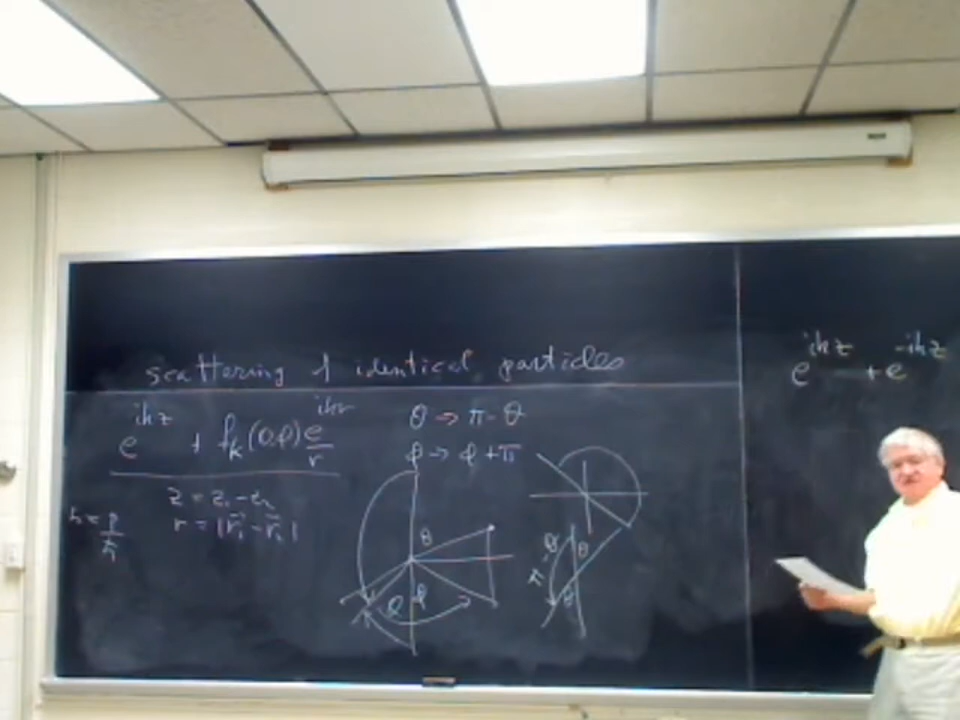 scattering of identical particles
e^{ikz} + f_k(θ,φ) e^{ikr}/r
θ → π - θ
φ → φ + π
z = z₁ - z₂
r = |r⃗₁ - r⃗₂|
k = p/ħ
θ
φ φ
θ
π - θ
θ
e^{ikz} + e^{-ikz}